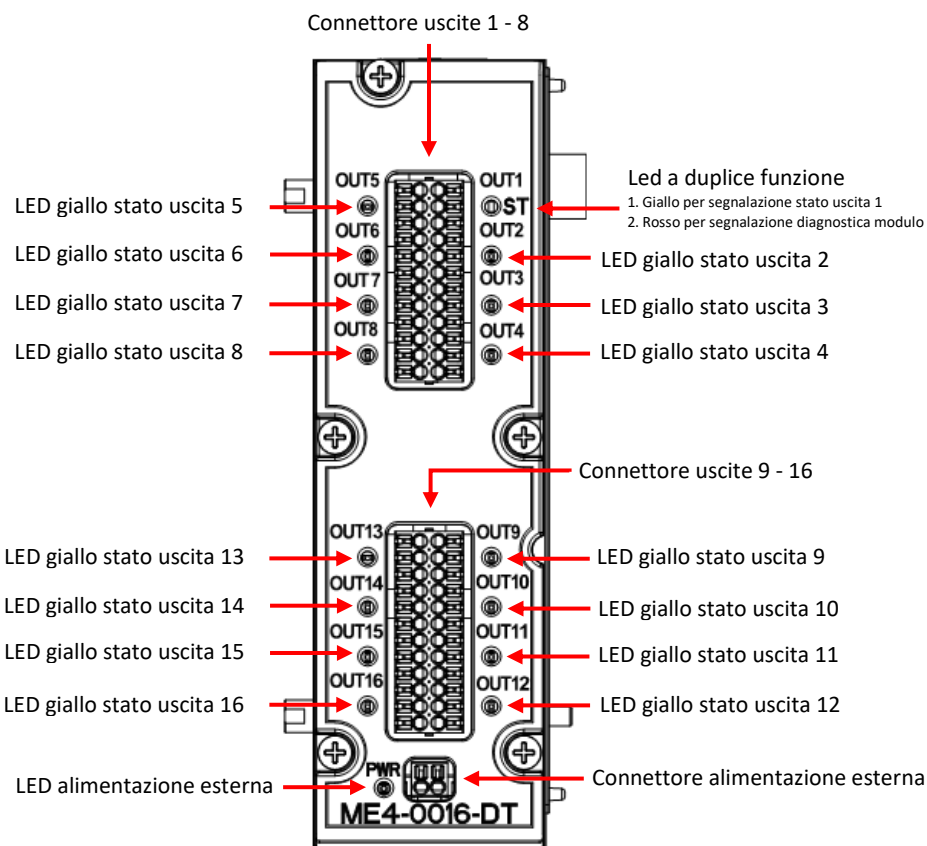 Connettore uscite 1 - 8
OUT5 OUT1
LED giallo stato uscita 5
ST
Led a duplice funzione
1. Giallo per segnalazione stato uscita 1
2. Rosso per segnalazione diagnostica modulo
OUT6 OUT2
LED giallo stato uscita 6
LED giallo stato uscita 2
OUT7 OUT3
LED giallo stato uscita 7
LED giallo stato uscita 3
OUT8 OUT4
LED giallo stato uscita 8
LED giallo stato uscita 4
Connettore uscite 9 - 16
OUT13 OUT9
LED giallo stato uscita 13
LED giallo stato uscita 9
OUT14 OUT10
LED giallo stato uscita 14
LED giallo stato uscita 10
OUT15 OUT11
LED giallo stato uscita 15
LED giallo stato uscita 11
OUT16 OUT12
LED giallo stato uscita 16
LED giallo stato uscita 12
PWR
LED alimentazione esterna
Connettore alimentazione esterna
ME4-0016-DT